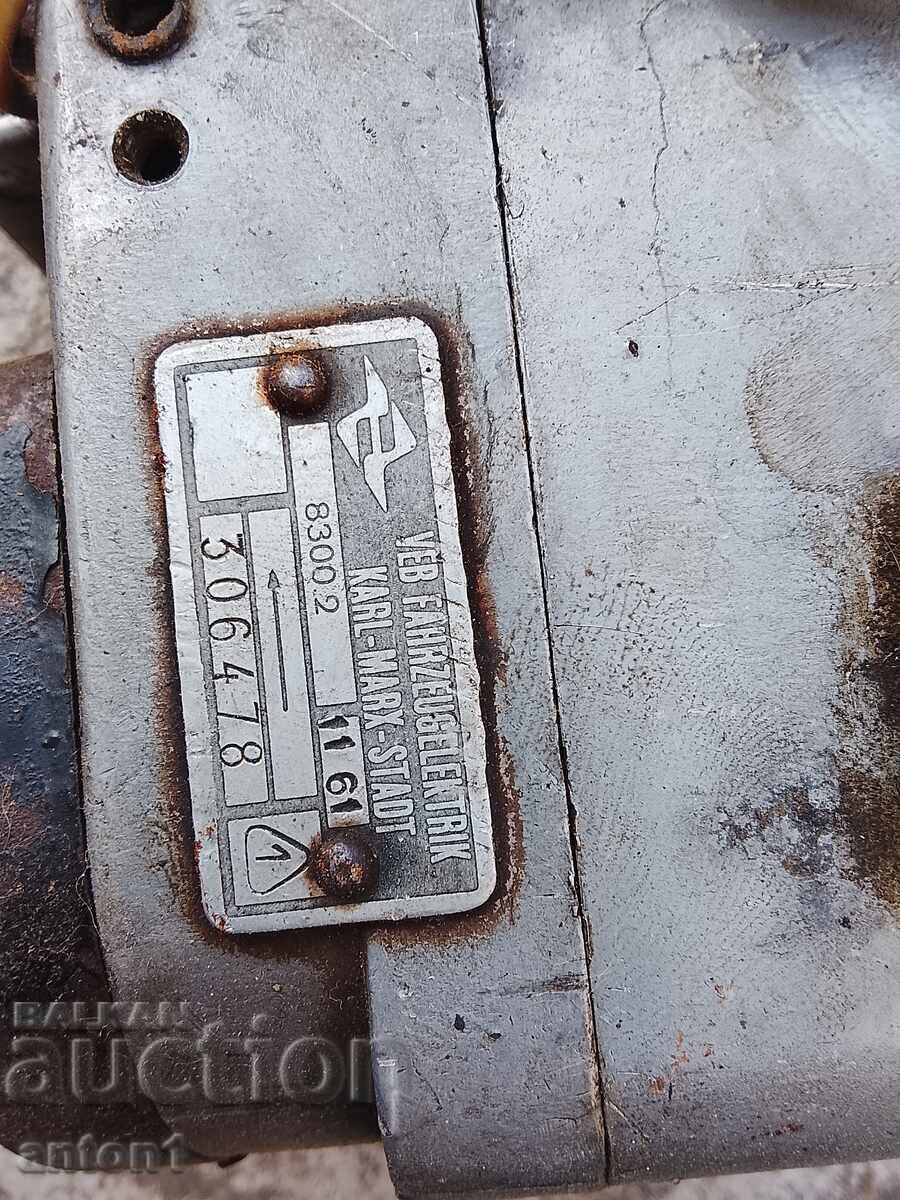 VEB FAHRZEUGELEKTRIK
KARL-MARX-STADT
8300.2
11 61
306478
1
BALKAN
auction
anton1